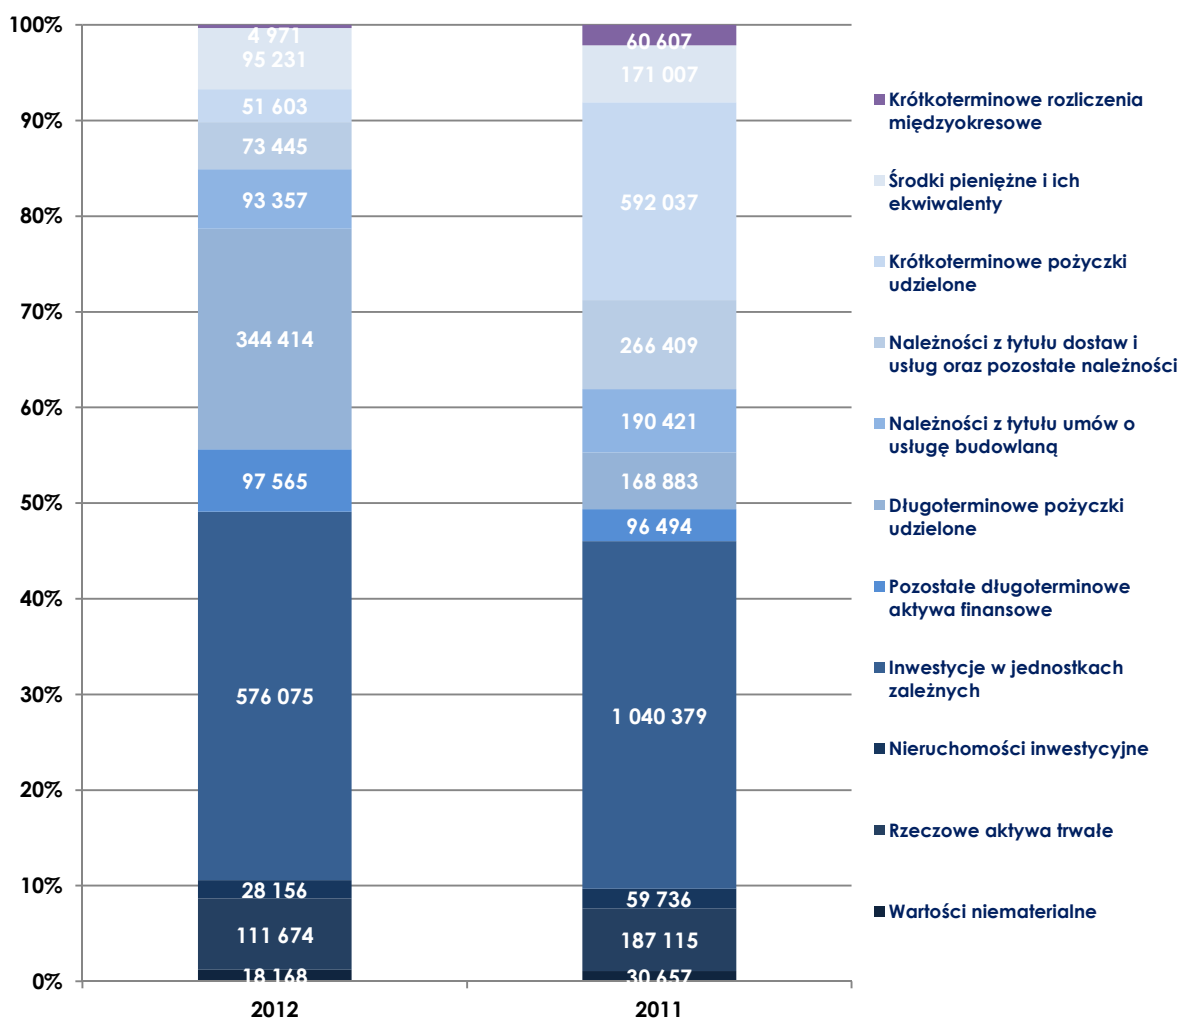 100%
90%
80%
70%
60%
50%
40%
30%
20%
10%
0%
4 971
95 231
51 603
73 445
93 357
344 414
97 565
576 075
28 156
111 674
18 168
2012
60 607
171 007
592 037
266 409
190 421
168 883
96 494
1 040 379
59 736
187 115
30 657
2011
Krótkoterminowe rozliczenia
międzyokresowe
Środki pieniężne i ich
ekwiwalenty
Krótkoterminowe pożyczki
udzielone
Należności z tytułu dostaw i
usług oraz pozostałe należności
Należności z tytułu umów o
usługę budowlaną
Długoterminowe pożyczki
udzielone
Pozostałe długoterminowe
aktywa finansowe
Inwestycje w jednostkach
zależnych
Nieruchomości inwestycyjne
Rzeczowe aktywa trwałe
Wartości niematerialne